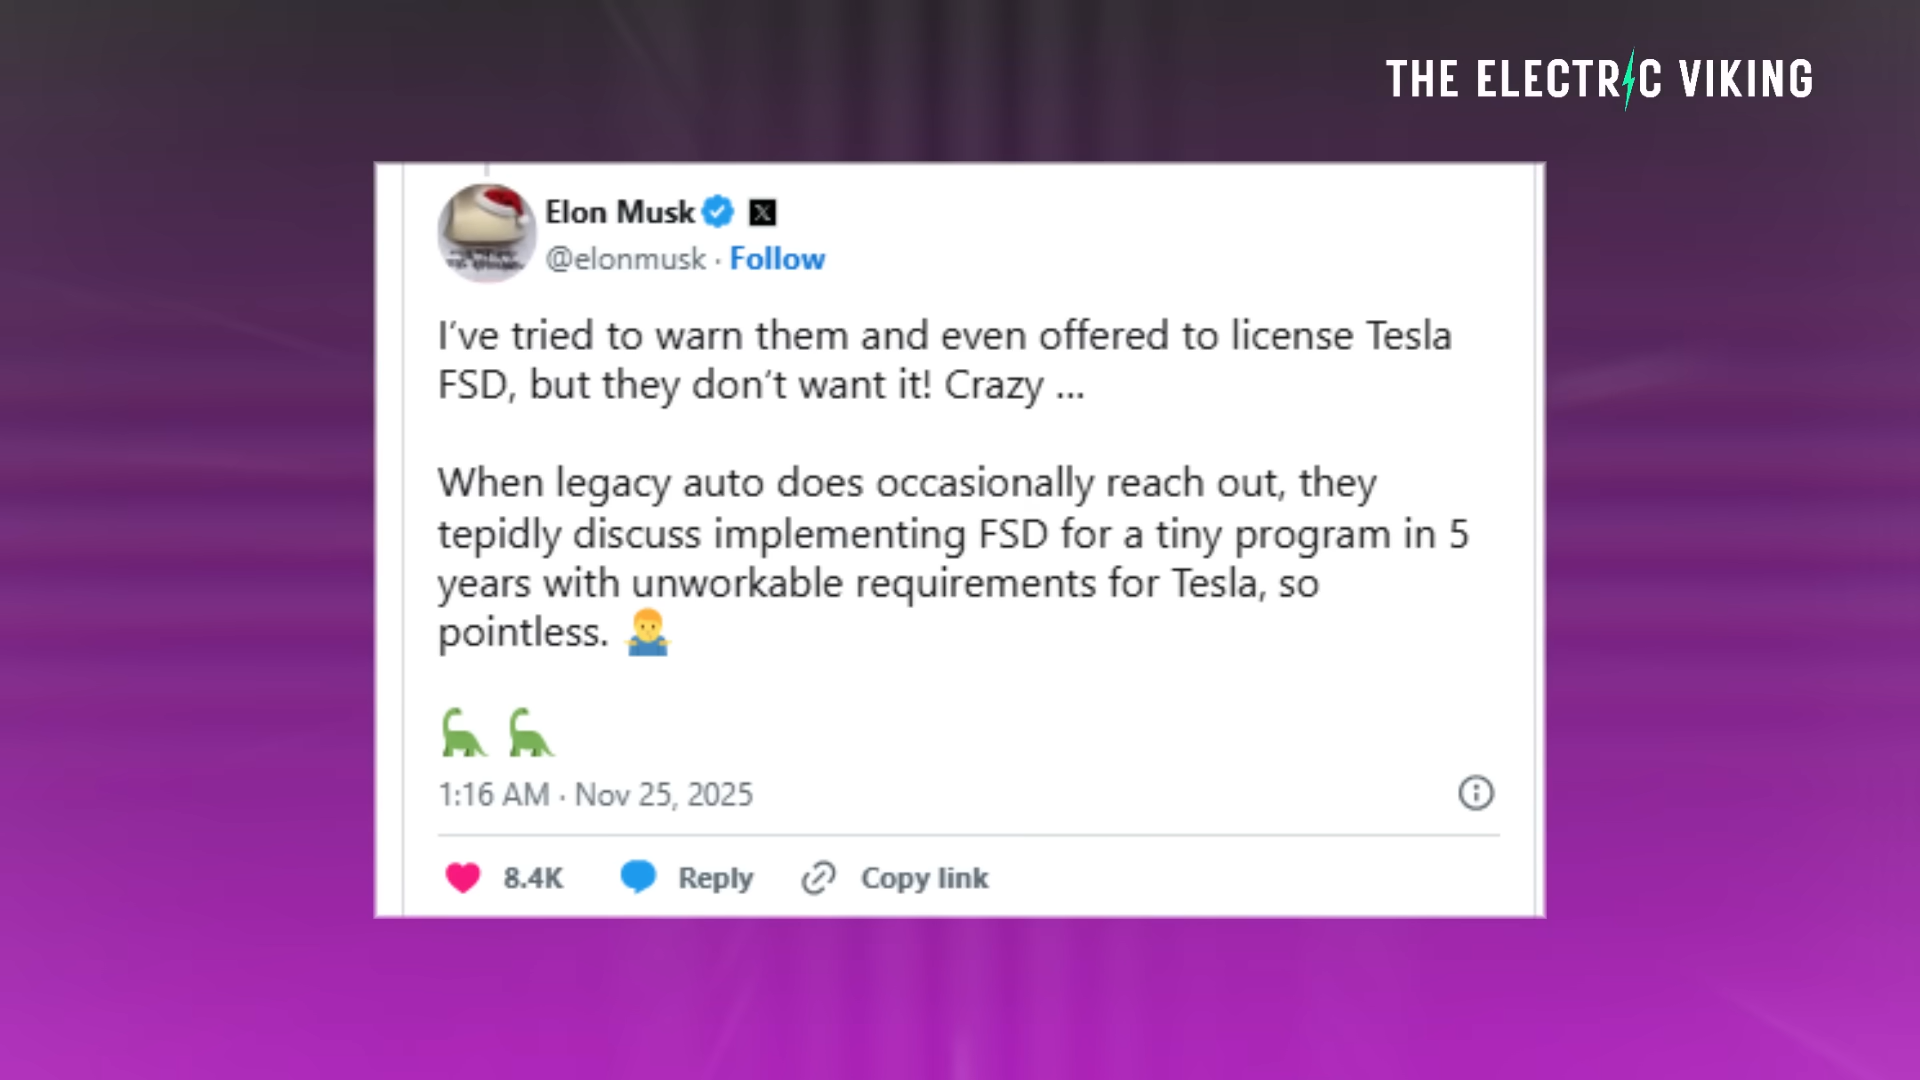 THE ELECTRIC VIKING
Elon Musk
@elonmusk · Follow
I’ve tried to warn them and even offered to license Tesla
FSD, but they don’t want it! Crazy ...
When legacy auto does occasionally reach out, they
tepidly discuss implementing FSD for a tiny program in 5
years with unworkable requirements for Tesla, so
pointless. 🤷‍♂️
🦕 🦕
1:16 AM · Nov 25, 2025
8.4K Reply Copy link